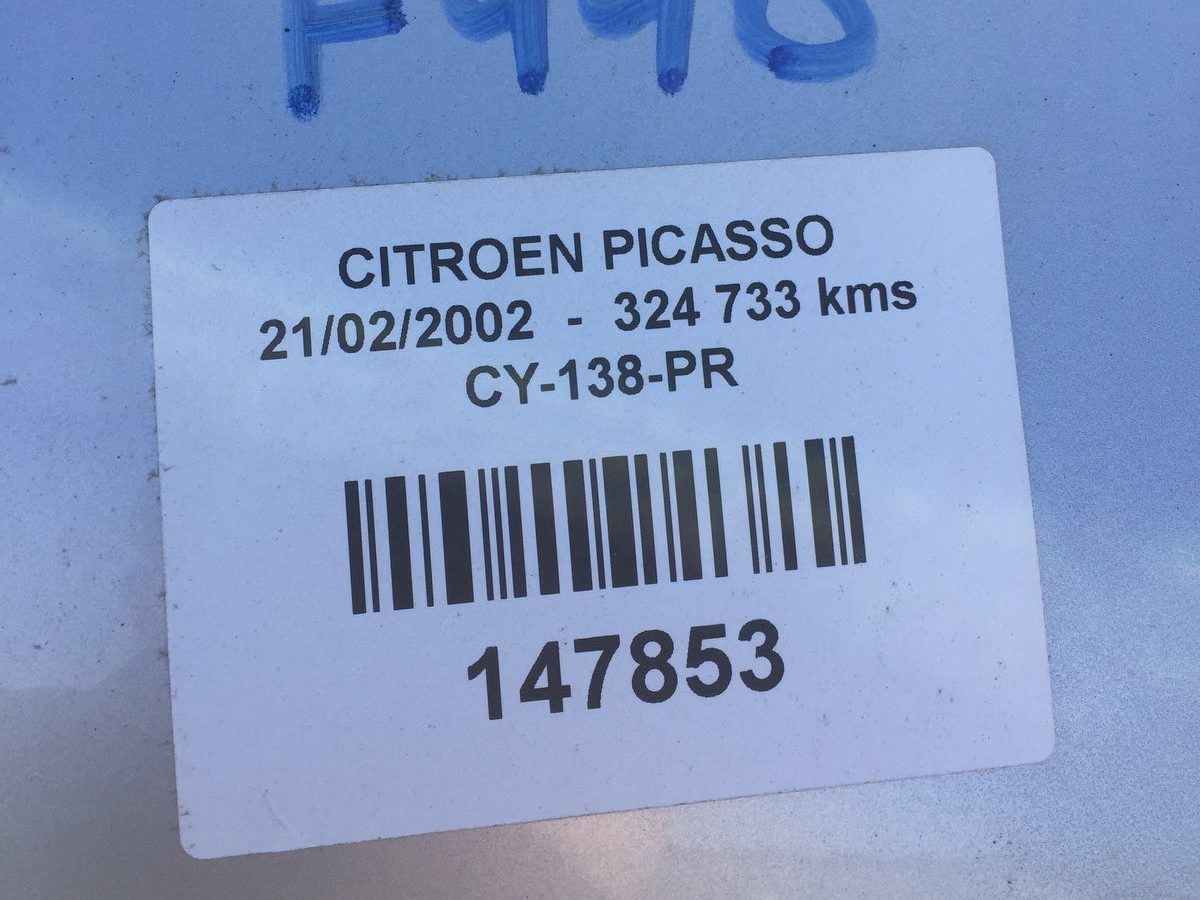 CITROEN PICASSO
21/02/2002 - 324 733 kms
CY-138-PR
147853